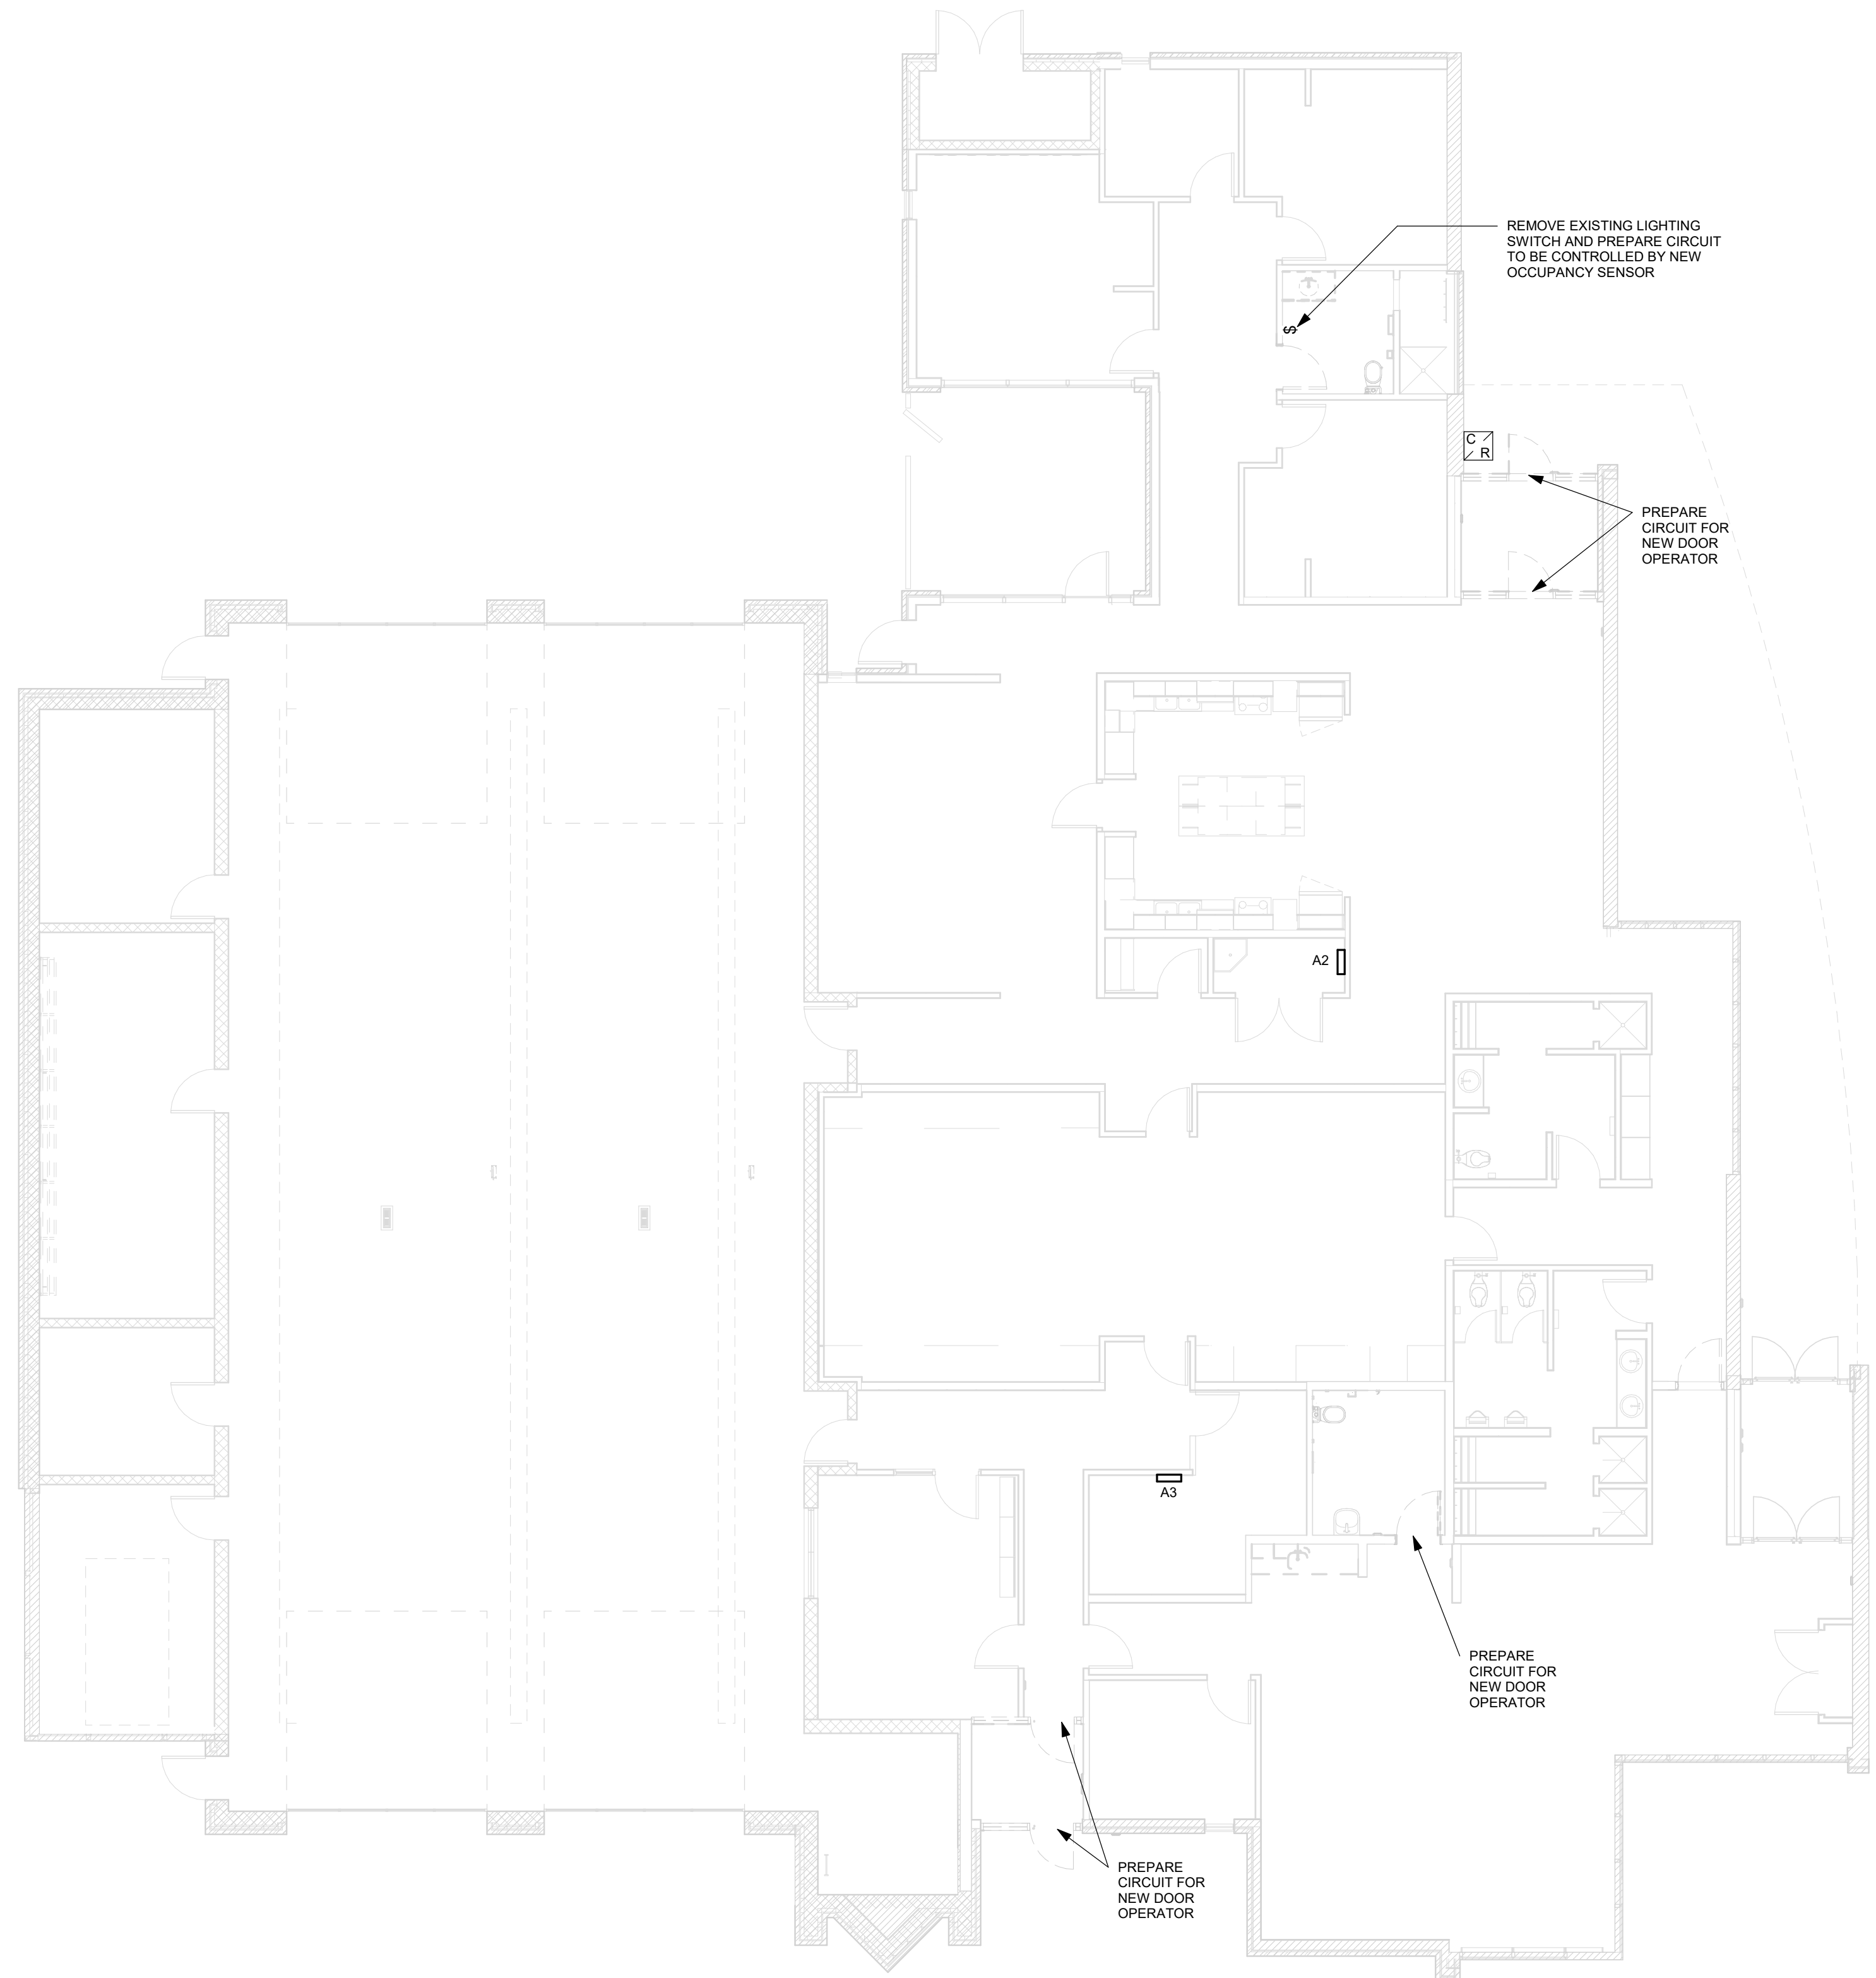 REMOVE EXISTING LIGHTING
SWITCH AND PREPARE CIRCUIT
TO BE CONTROLLED BY NEW
OCCUPANCY SENSOR
$
C
R
PREPARE
CIRCUIT FOR
NEW DOOR
OPERATOR
A2
A3
PREPARE
CIRCUIT FOR
NEW DOOR
OPERATOR
PREPARE
CIRCUIT FOR
NEW DOOR
OPERATOR